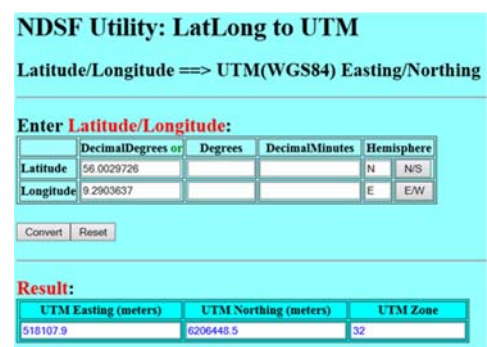 NDSF Utility: LatLong to UTM
Latitude/Longitude ==> UTM(WGS84) Easting/Northing
Enter Latitude/Longitude:
DecimalDegrees or Degrees DecimalMinutes Hemisphere
Latitude 56.0029726 N N/S
Longitude 9.2903637 E E/W
Convert Reset
Result:
UTM Easting (meters) UTM Northing (meters) UTM Zone
518107.9 6206448.5 32